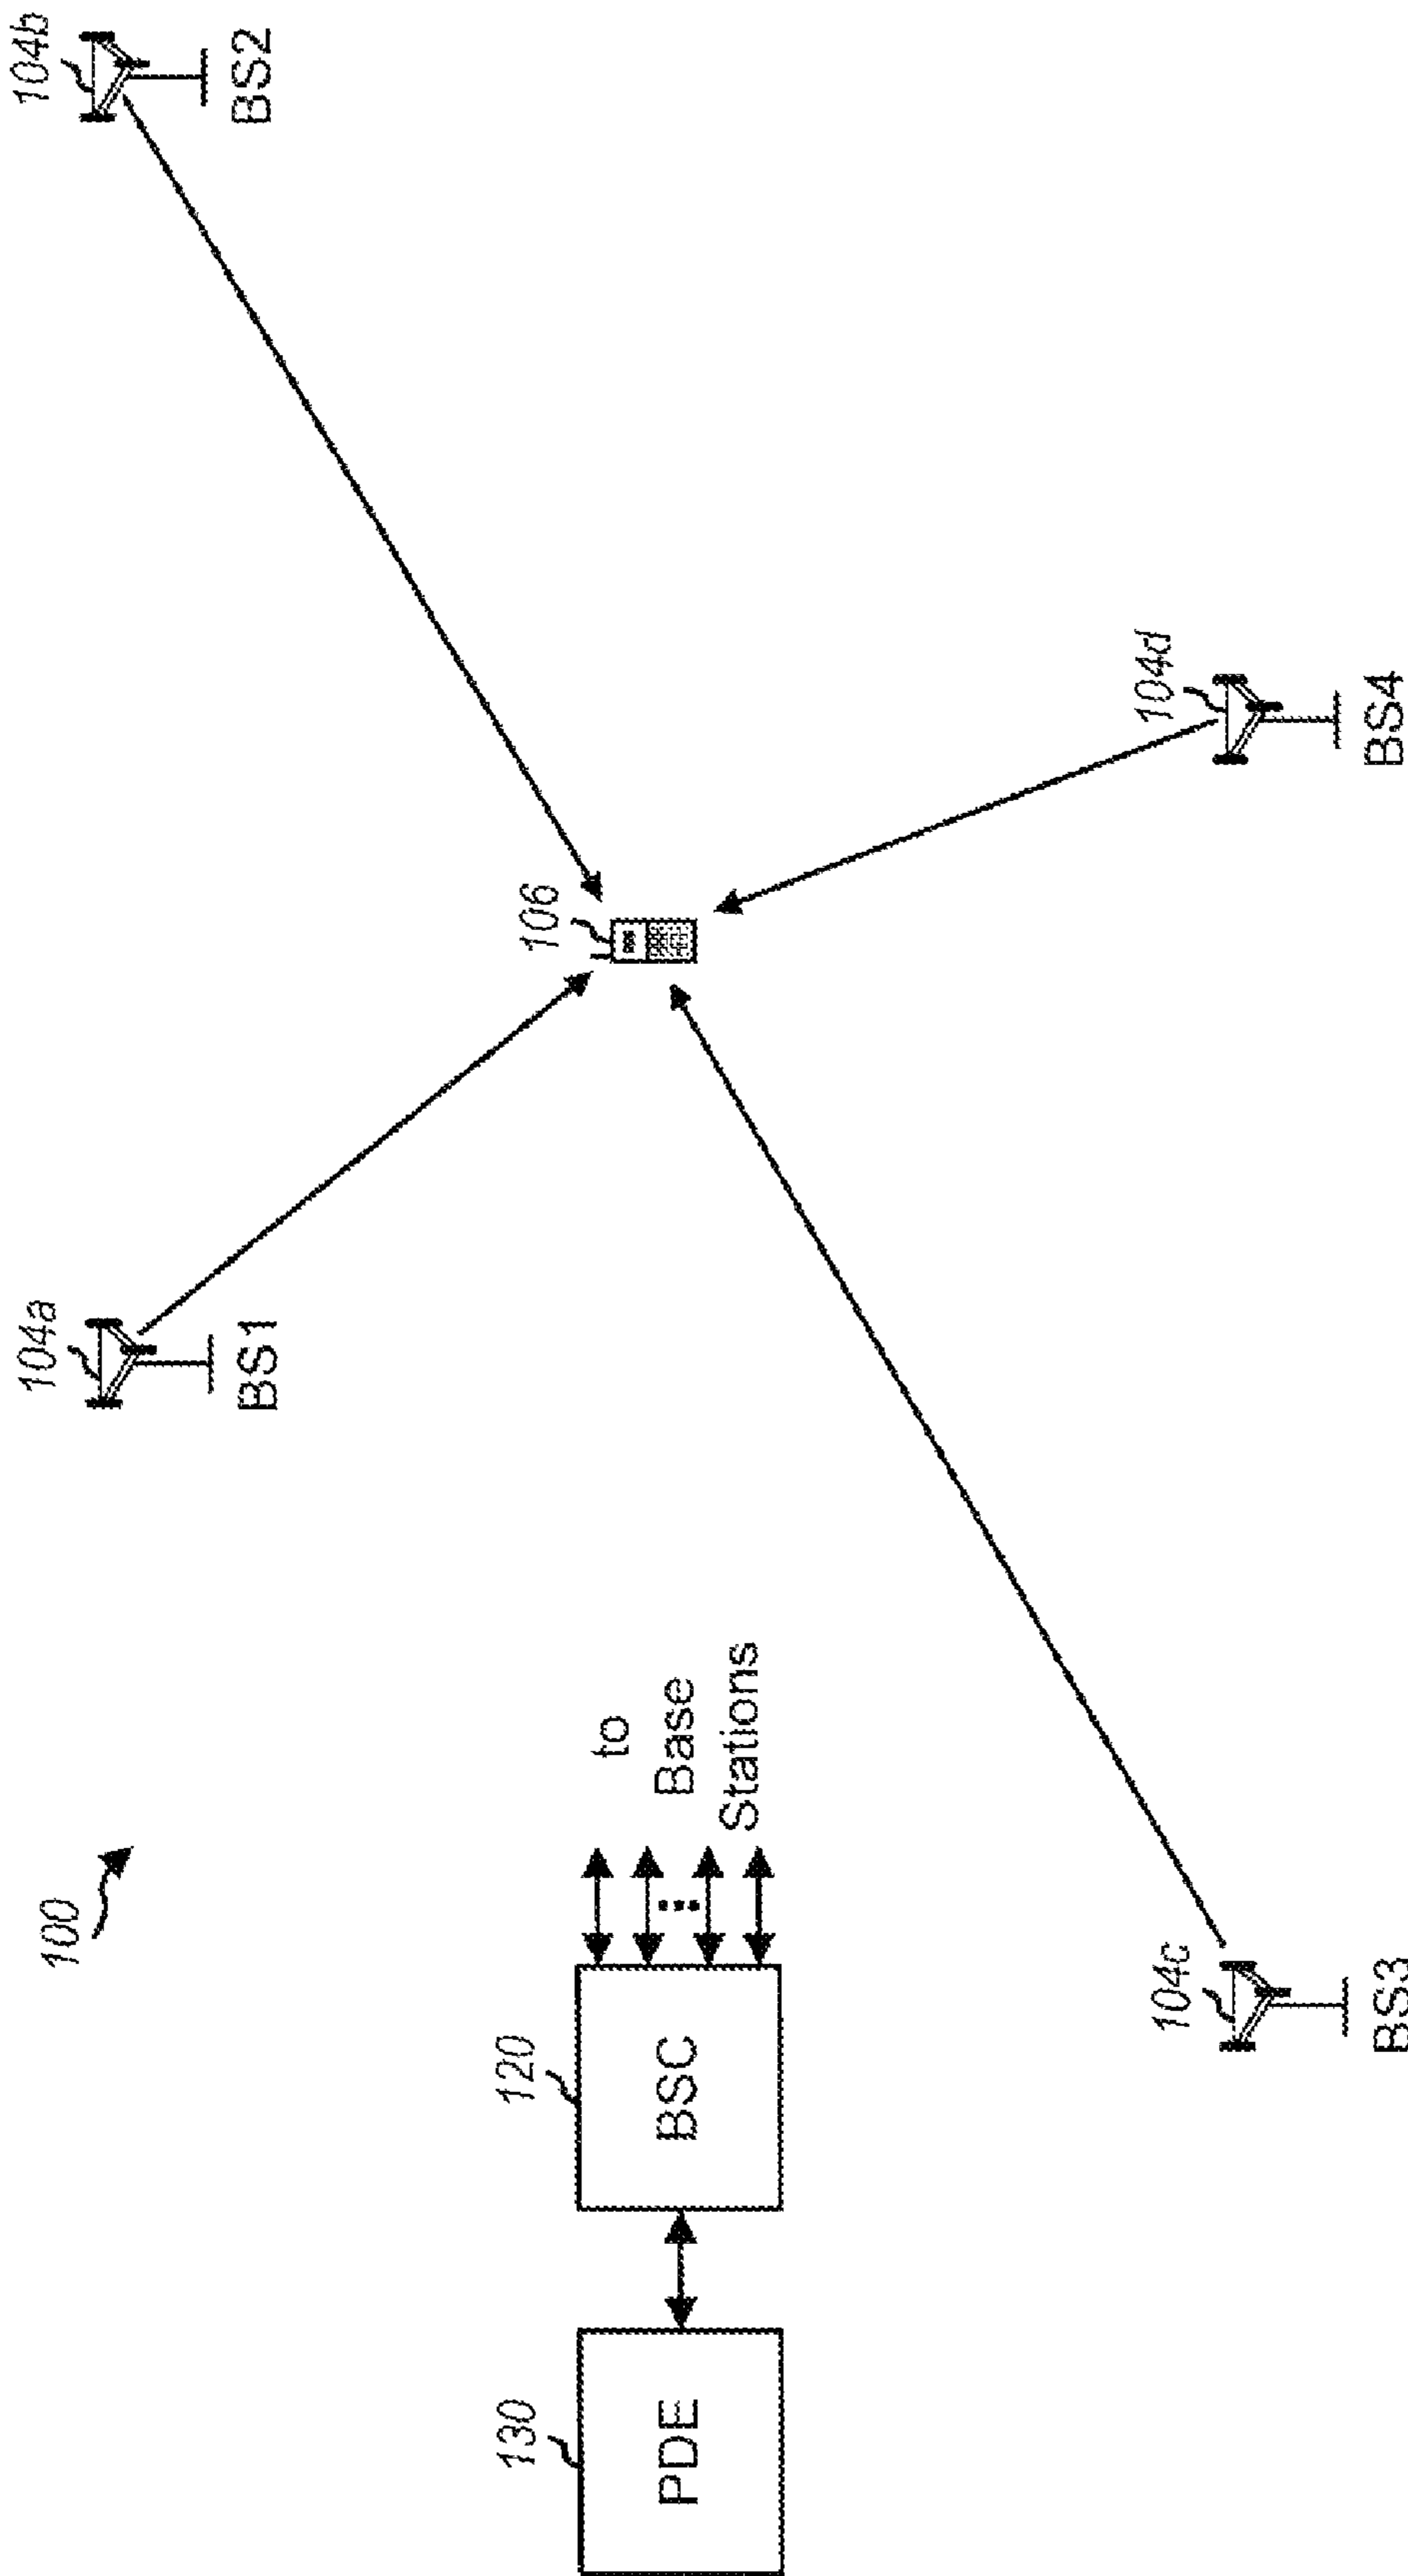 100
104a
BS1
104b
BS2
130
PDE
120
BSC
to
Base
Stations
106
104c
BS3
104d
BS4